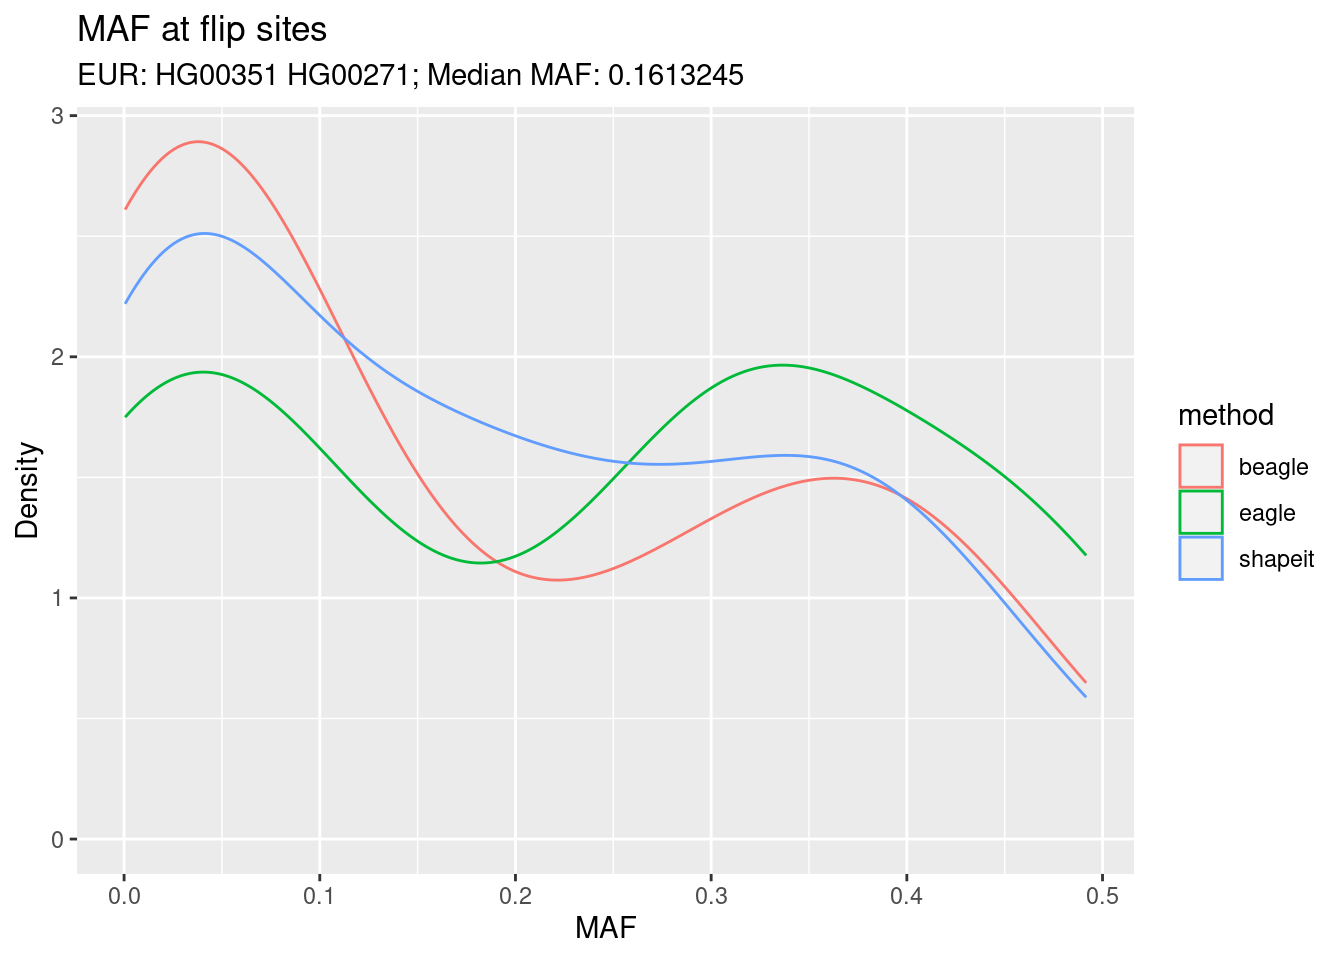 MAF at flip sites
EUR: HG00351 HG00271; Median MAF: 0.1613245
3
2
1
0
Density
0.0
0.1
0.2
0.3
0.4
0.5
MAF
method
beagle
eagle
shapeit